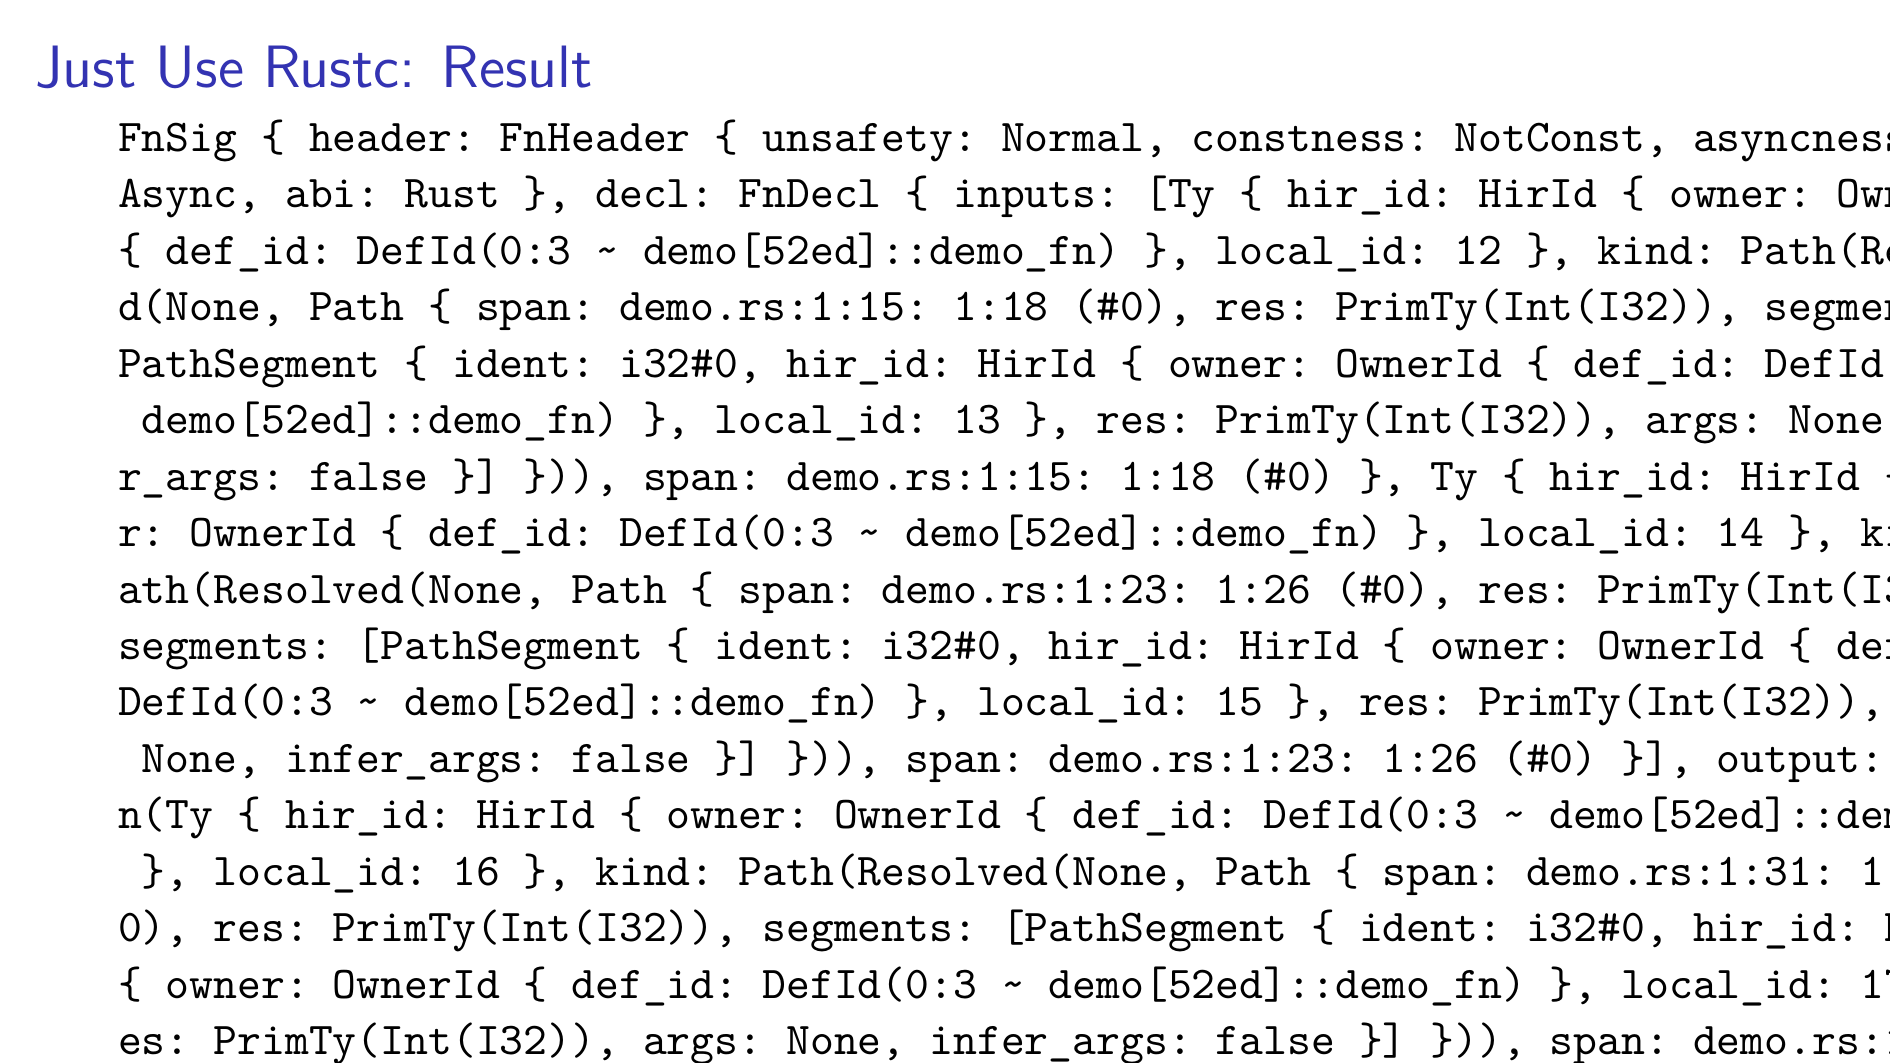 Just Use Rustc: Result
FnSig { header: FnHeader { unsafety: Normal, constness: NotConst, asyncness
Async, abi: Rust }, decl: FnDecl { inputs: [Ty { hir_id: HirId { owner: Own
{ def_id: DefId(0:3 ~ demo[52ed]::demo_fn) }, local_id: 12 }, kind: Path(Re
d(None, Path { span: demo.rs:1:15: 1:18 (#0), res: PrimTy(Int(I32)), segmen
PathSegment { ident: i32#0, hir_id: HirId { owner: OwnerId { def_id: DefId
demo[52ed]::demo_fn) }, local_id: 13 }, res: PrimTy(Int(I32)), args: None
r_args: false }] })), span: demo.rs:1:15: 1:18 (#0) }, Ty { hir_id: HirId {
r: OwnerId { def_id: DefId(0:3 ~ demo[52ed]::demo_fn) }, local_id: 14 }, ki
ath(Resolved(None, Path { span: demo.rs:1:23: 1:26 (#0), res: PrimTy(Int(I3
segments: [PathSegment { ident: i32#0, hir_id: HirId { owner: OwnerId { def
DefId(0:3 ~ demo[52ed]::demo_fn) }, local_id: 15 }, res: PrimTy(Int(I32)),
None, infer_args: false }] })), span: demo.rs:1:23: 1:26 (#0) }], output:
n(Ty { hir_id: HirId { owner: OwnerId { def_id: DefId(0:3 ~ demo[52ed]::dem
}, local_id: 16 }, kind: Path(Resolved(None, Path { span: demo.rs:1:31: 1
0), res: PrimTy(Int(I32)), segments: [PathSegment { ident: i32#0, hir_id:
{ owner: OwnerId { def_id: DefId(0:3 ~ demo[52ed]::demo_fn) }, local_id: 17
es: PrimTy(Int(I32)), args: None, infer_args: false }] })), span: demo.rs: